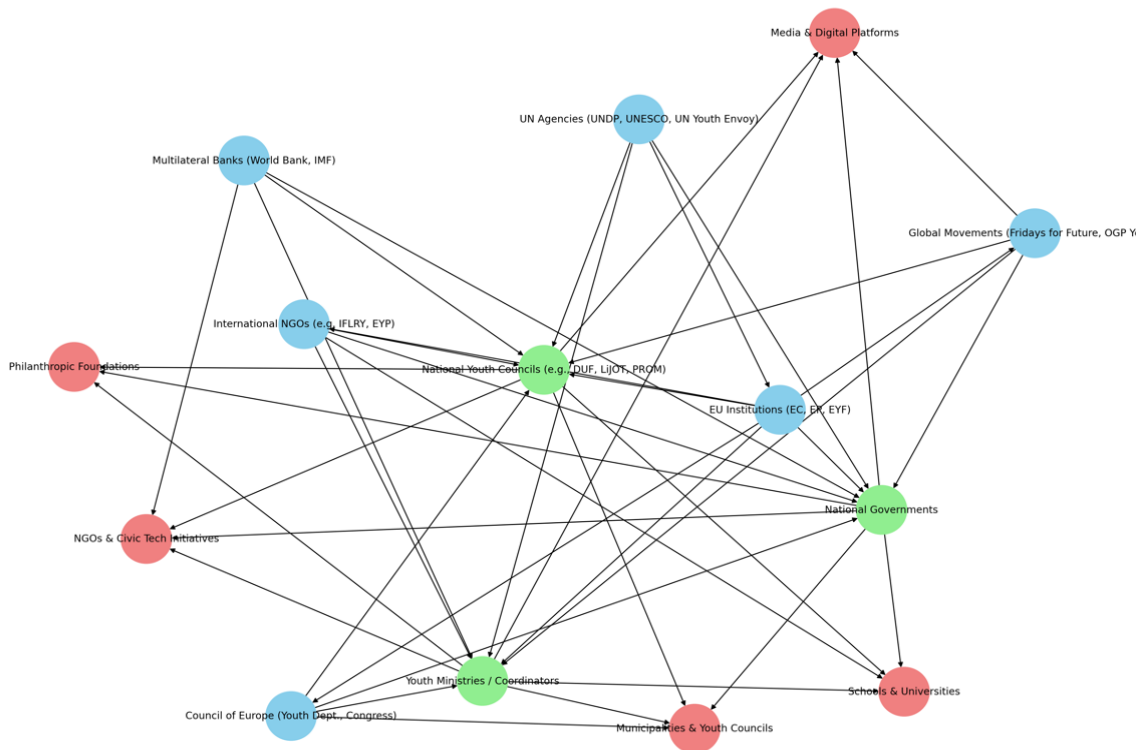 Media & Digital Platforms
UN Agencies (UNDP, UNESCO, UN Youth Envoy)
Multilateral Banks (World Bank, IMF)
Global Movements (Fridays for Future, OGP Yo
International NGOs (e.g. IFLRY, EYP)
Philanthropic Foundations
National Youth Councils (e.g., DUF, LiJOT, PROM)
EU Institutions (EC, EP, EYF)
National Governments
NGOs & Civic Tech Initiatives
Youth Ministries / Coordinators
Schools & Universities
Council of Europe (Youth Dept., Congress)
Municipalities & Youth Councils